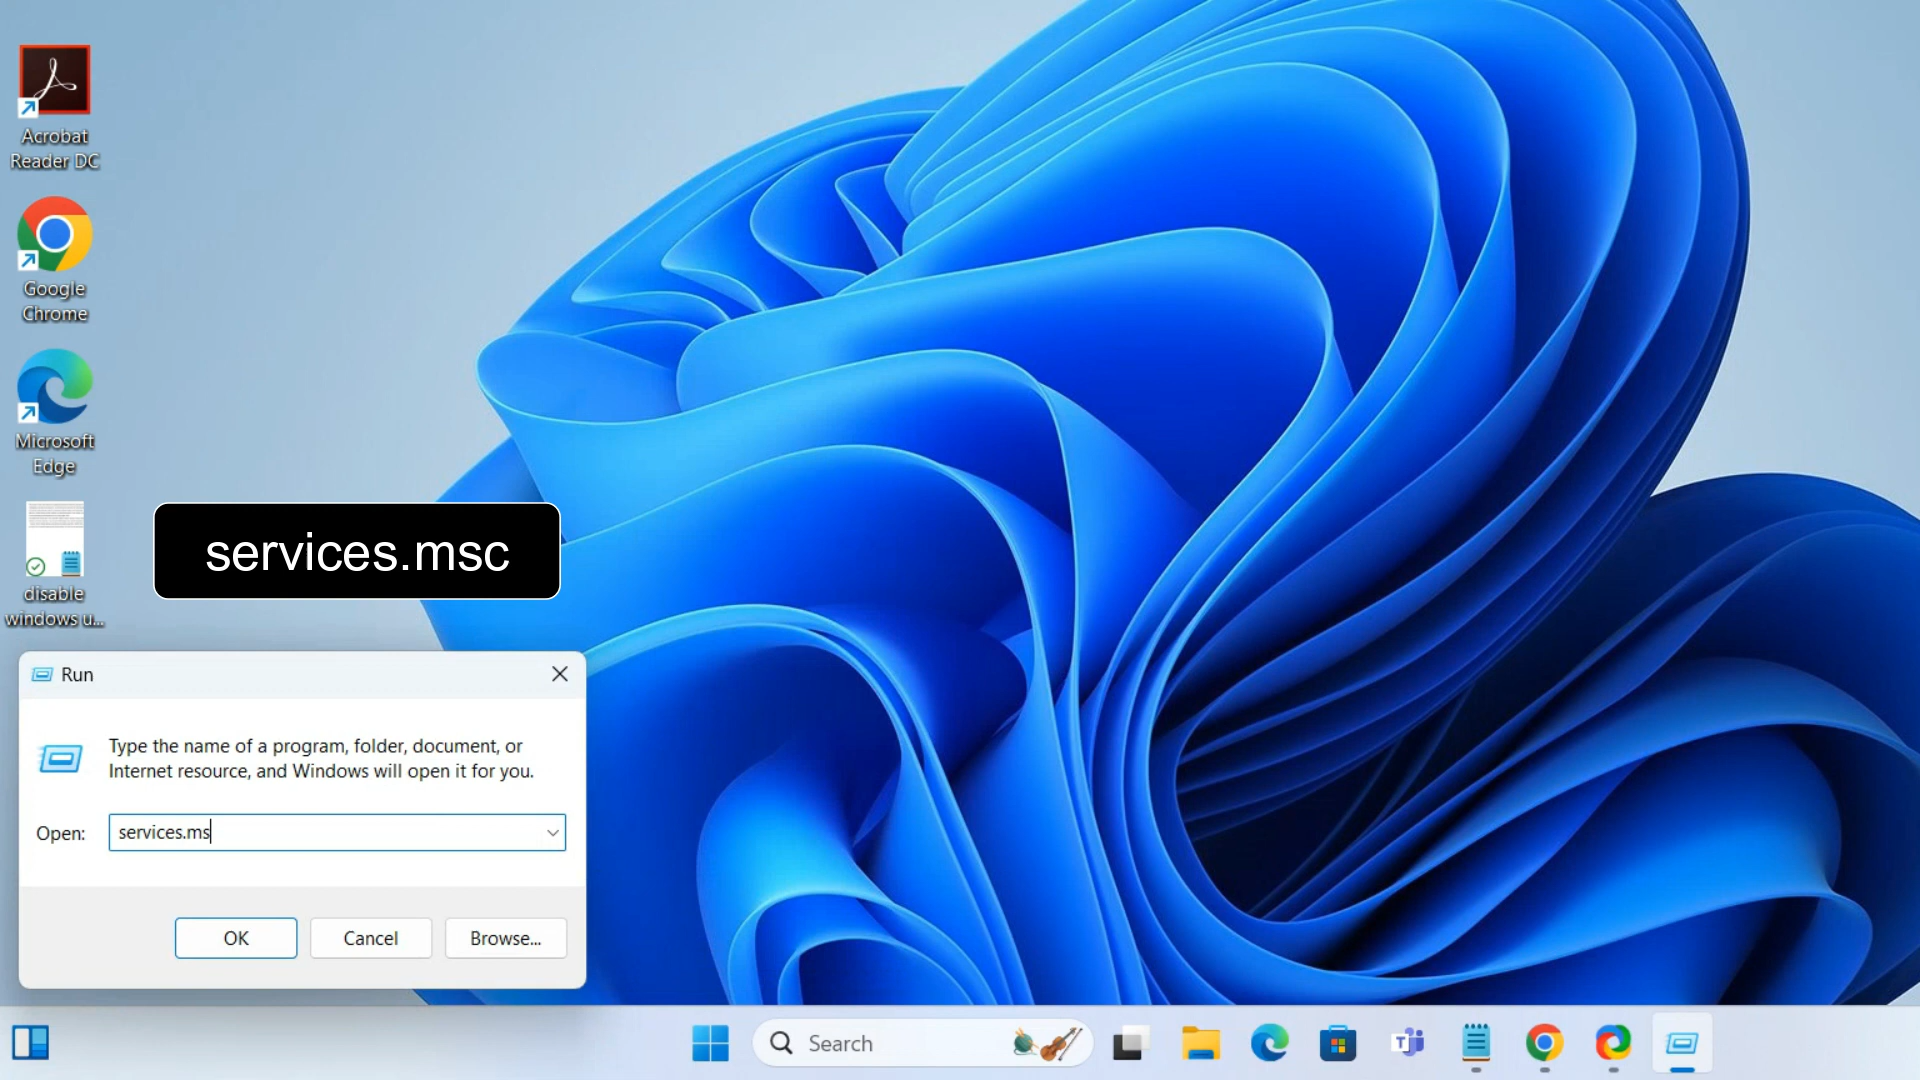 Acrobat
Reader DC
Google
Chrome
Microsoft
Edge
disable
windows u...
services.msc
Run
Type the name of a program, folder, document, or
Internet resource, and Windows will open it for you.
Open:
services.ms
OK
Cancel
Browse...
Search